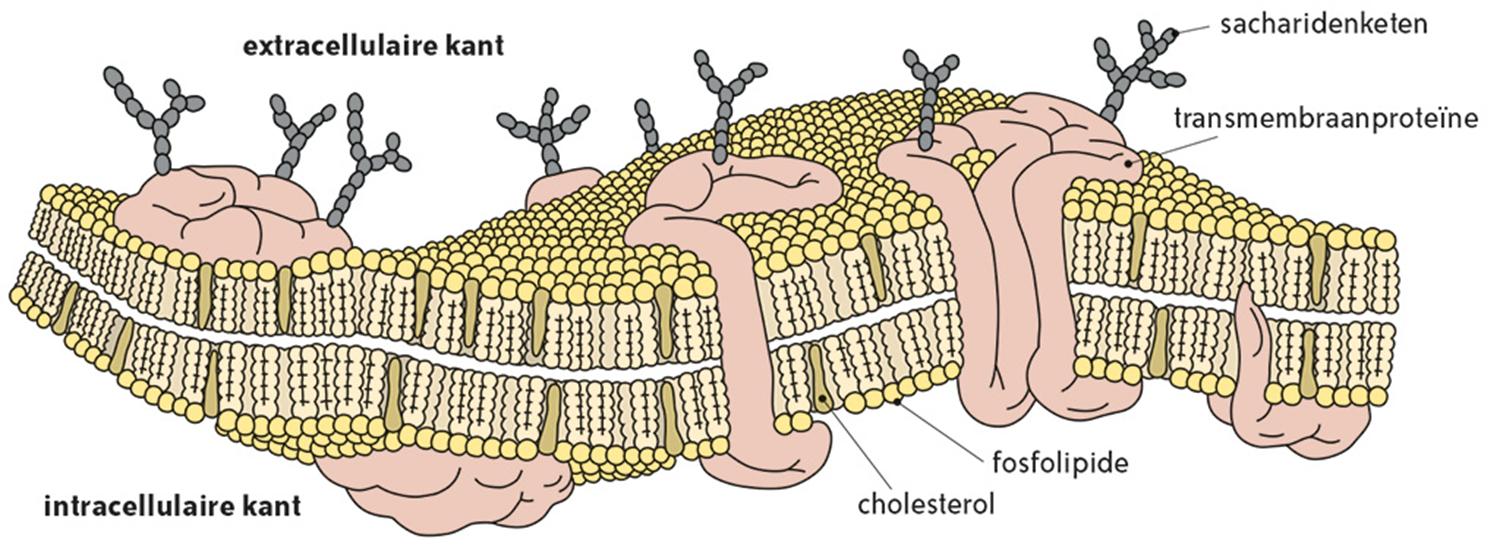 sacharidenketen
extracellulaire kant
transmembraanproteïne
fosfolipide
cholesterol
intracellulaire kant